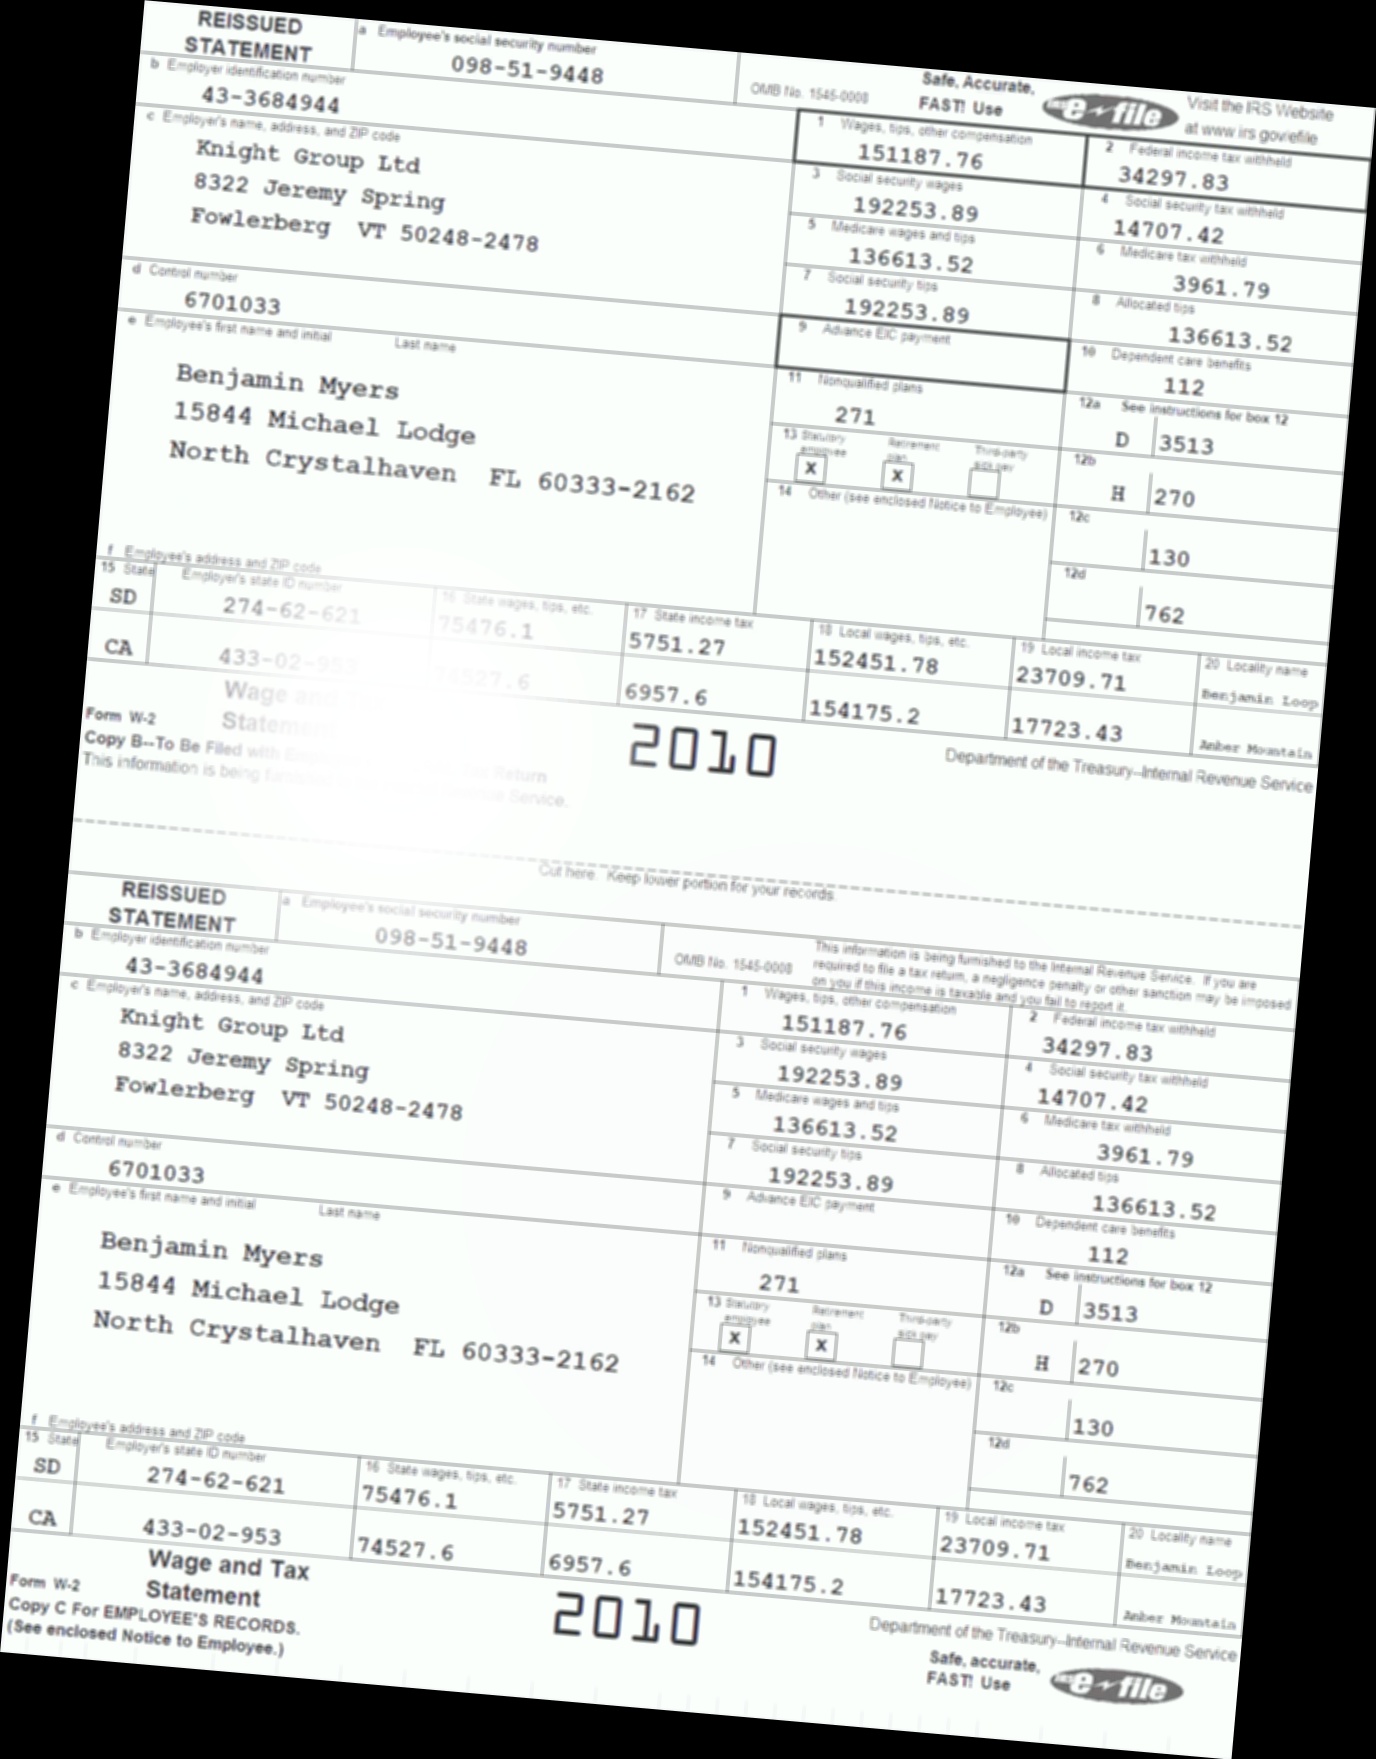 REISSUED
STATEMENT
a Employee's social security number
098-51-9448
OMB No. 1545-0008
Safe, Accurate,
FAST! Use
IRS e~file
Visit the IRS Website
at www irs gov/efile
b Employer identification number
43-3684944
c Employer's name, address, and ZIP code
Knight Group Ltd
8322 Jeremy Spring
Fowlerberg VT 50248-2478
1 Wages, tips, other compensation
151187.76
2 Federal income tax withheld
34297.83
3 Social security wages
192253.89
4 Social security tax withheld
14707.42
5 Medicare wages and tips
136613.52
6 Medicare tax withheld
3961.79
d Control number
6701033
7 Social security tips
192253.89
8 Allocated tips
136613.52
e Employee's first name and initial Last name
Benjamin Myers
15844 Michael Lodge
North Crystalhaven FL 60333-2162
9 Advance EIC payment
10 Dependent care benefits
112
11 Nonqualified plans
271
12a See instructions for box 12
D 3513
13 Statutory employee X
Retirement plan X
Third-party sick pay
12b
H 270
14 Other (see enclosed Notice to Employee)
12c
130
12d
762
f Employee's address and ZIP code
15 State Employer's state ID number
16 State wages, tips, etc.
17 State income tax
18 Local wages, tips, etc.
19 Local income tax
20 Locality name
SD 274-62-621 75476.1 5751.27 152451.78 23709.71 Benjamin Loop
CA 433-02-953 74527.6 6957.6 154175.2 17723.43 Amber Mountain
Wage and Tax
Statement
Form W-2
2010
Department of the Treasury--Internal Revenue Service
Copy B--To Be Filed with Return
This information is being Service.
Cut here. Keep lower portion for your records.
REISSUED
STATEMENT
a Employee's social security number
098-51-9448
OMB No. 1545-0008
This information is being furnished to the Internal Revenue Service. If you are
required to file a tax return, a negligence penalty or other sanction may be imposed
on you if this income is taxable and you fail to report it.
b Employer identification number
43-3684944
c Employer's name, address, and ZIP code
Knight Group Ltd
8322 Jeremy Spring
Fowlerberg VT 50248-2478
1 Wages, tips, other compensation
151187.76
2 Federal income tax withheld
34297.83
3 Social security wages
192253.89
4 Social security tax withheld
14707.42
5 Medicare wages and tips
136613.52
6 Medicare tax withheld
3961.79
d Control number
6701033
7 Social security tips
192253.89
8 Allocated tips
136613.52
e Employee's first name and initial Last name
Benjamin Myers
15844 Michael Lodge
North Crystalhaven FL 60333-2162
9 Advance EIC payment
10 Dependent care benefits
112
11 Nonqualified plans
271
12a See instructions for box 12
D 3513
13 Statutory employee X
Retirement plan X
Third-party sick pay
12b
H 270
14 Other (see enclosed Notice to Employee)
12c
130
12d
762
f Employee's address and ZIP code
15 State Employer's state ID number
16 State wages, tips, etc.
17 State income tax
18 Local wages, tips, etc.
19 Local income tax
20 Locality name
SD 274-62-621 75476.1 5751.27 152451.78 23709.71 Benjamin Loop
CA 433-02-953 74527.6 6957.6 154175.2 17723.43 Amber Mountain
Wage and Tax
Statement
Form W-2
2010
Department of the Treasury--Internal Revenue Service
Copy C For EMPLOYEE'S RECORDS.
(See enclosed Notice to Employee.)
Safe, accurate,
FAST! Use
IRS e~file